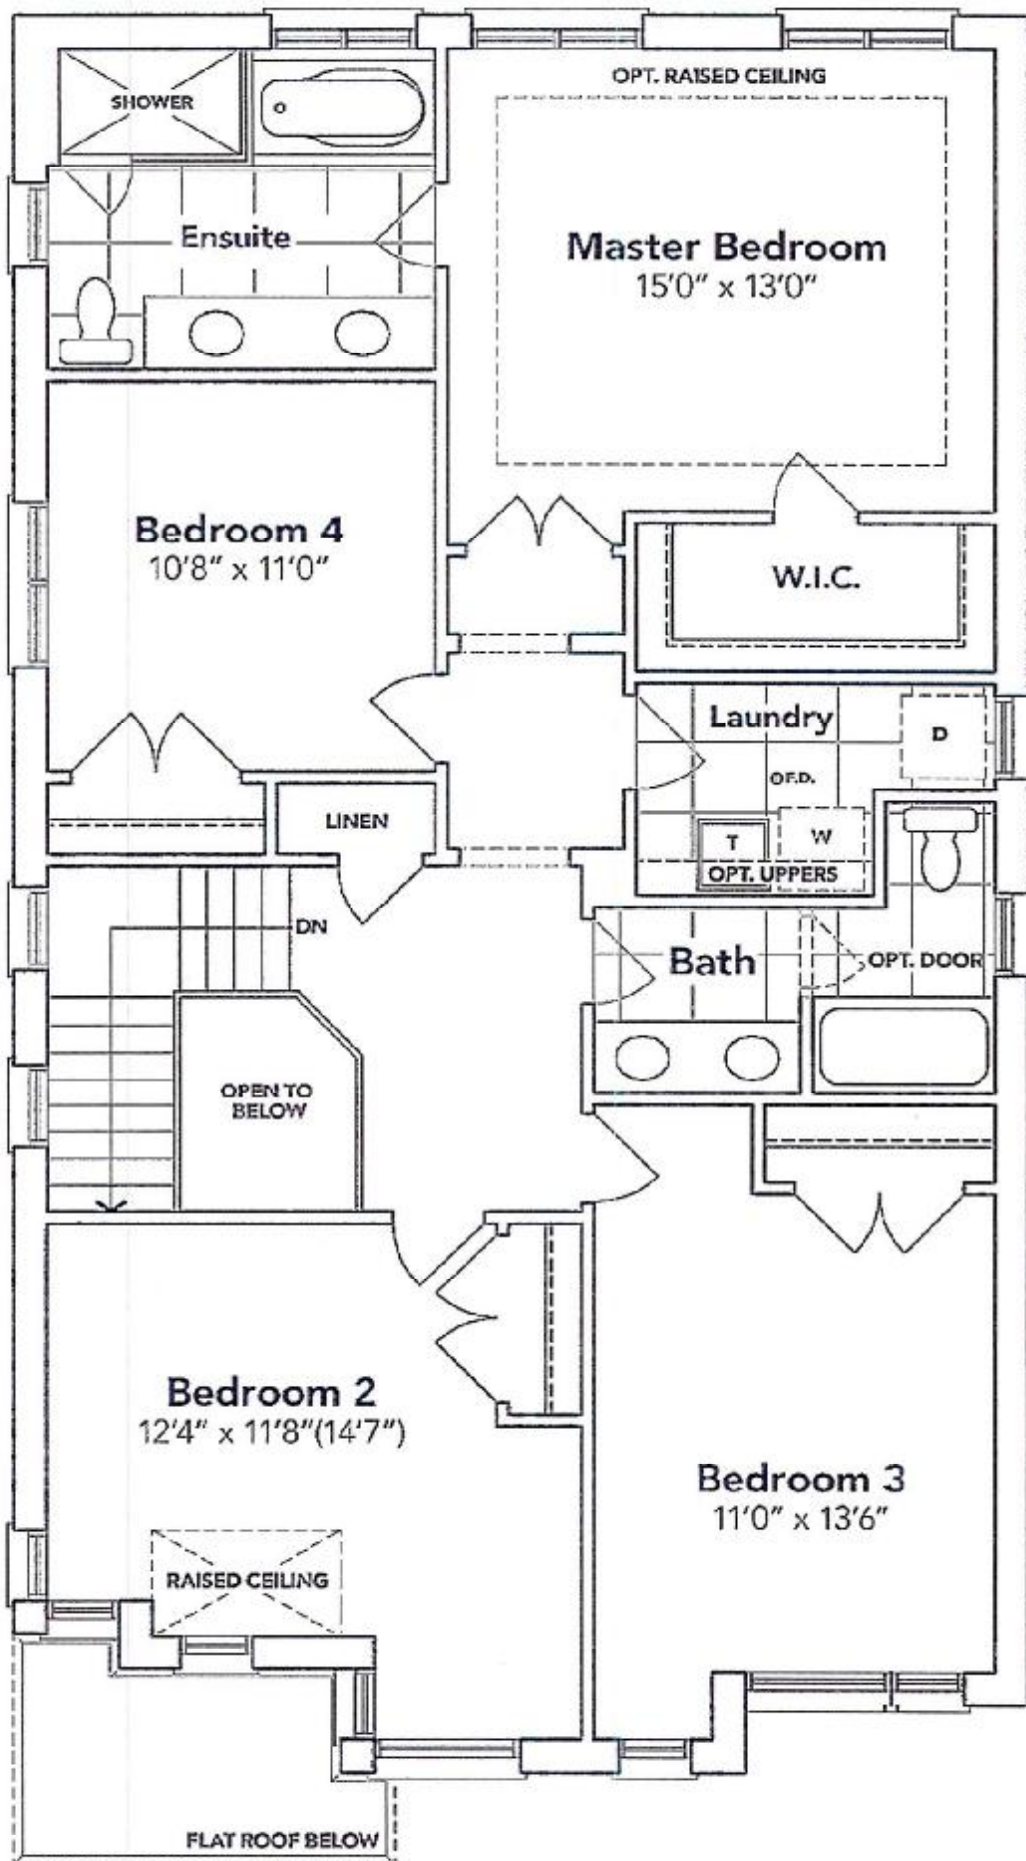 OPT. RAISED CEILING
SHOWER
Ensuite
Master Bedroom
15'0" x 13'0"
Bedroom 4
10'8" x 11'0"
W.I.C.
Laundry
D
OF.D.
LINEN
T
W
OPT. UPPERS
DN
Bath
OPT. DOOR
OPEN TO
BELOW
Bedroom 2
12'4" x 11'8"(14'7")
Bedroom 3
11'0" x 13'6"
RAISED CEILING
FLAT ROOF BELOW